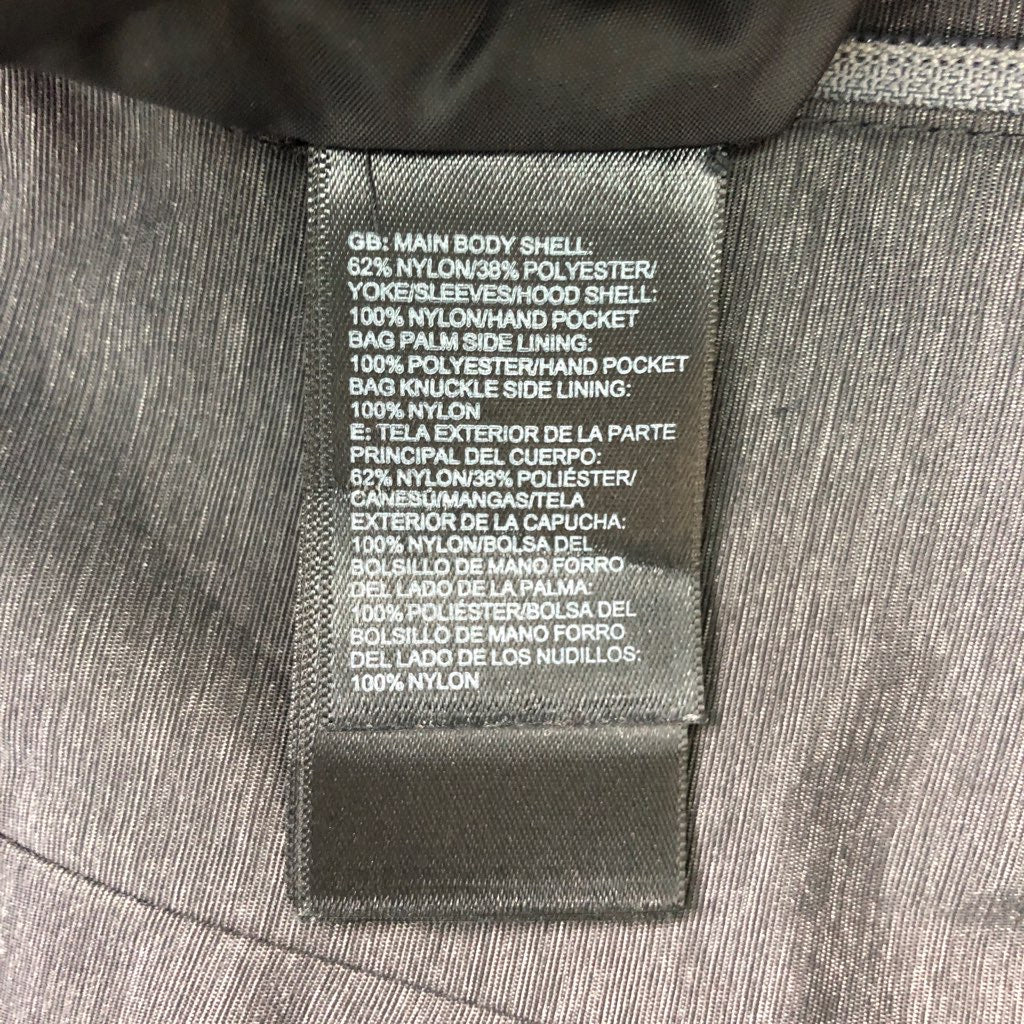 GB: MAIN BODY SHELL:
62% NYLON/38% POLYESTER/
YOKE/SLEEVES/HOOD SHELL:
100% NYLON/HAND POCKET
BAG PALM SIDE LINING:
100% POLYESTER/HAND POCKET
BAG KNUCKLE SIDE LINING:
100% NYLON
E: TELA EXTERIOR DE LA PARTE
PRINCIPAL DEL CUERPO:
62% NYLON/38% POLIÉSTER/
CANESÚ/MANGAS/TELA
EXTERIOR DE LA CAPUCHA:
100% NYLON/BOLSA DEL
BOLSILLO DE MANO FORRO
DEL LADO DE LA PALMA:
100% POLIÉSTER/BOLSA DEL
BOLSILLO DE MANO FORRO
DEL LADO DE LOS NUDILLOS:
100% NYLON